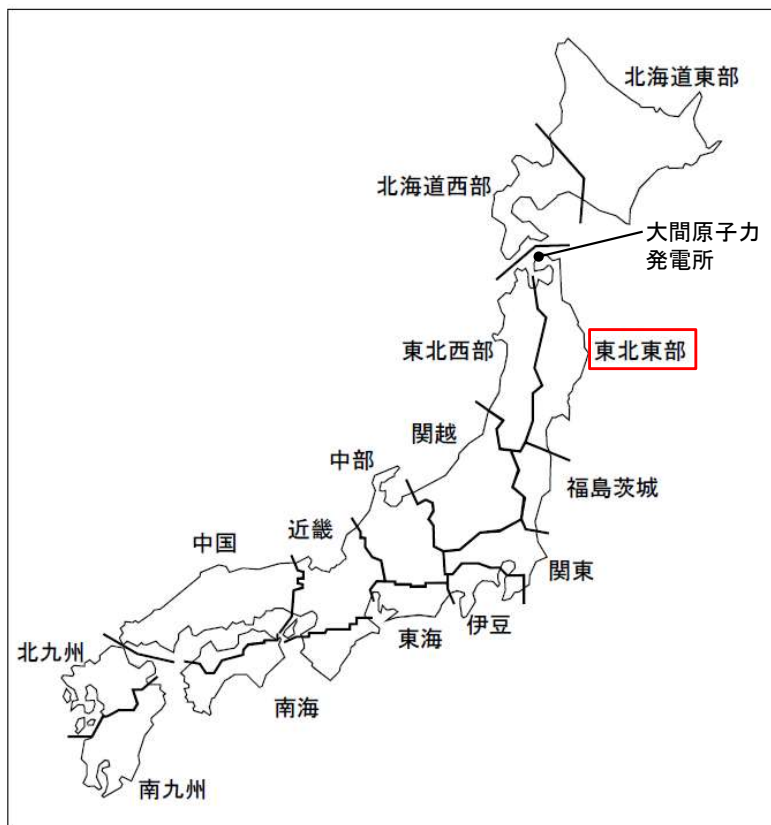 北海道東部
北海道西部
大間原子力
発電所
東北西部
東北東部
関越
中部
福島茨城
近畿
中国
関東
伊豆
東海
北九州
南海
南九州